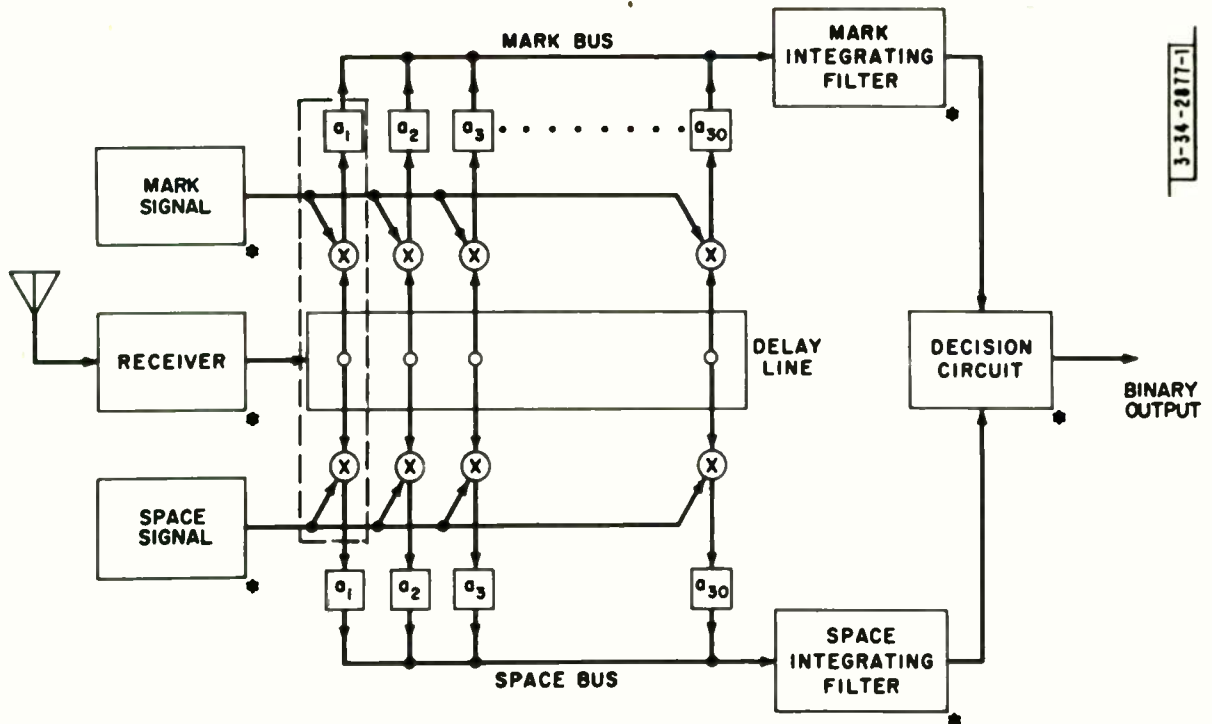 MARK BUS
MARK
INTEGRATING
FILTER
*
3-34-2877-1
a1
a2
a3
a30
MARK
SIGNAL
*
X
X
X
X
RECEIVER
*
DELAY
LINE
DECISION
CIRCUIT
*
BINARY
OUTPUT
X
X
X
X
SPACE
SIGNAL
*
a1
a2
a3
a30
SPACE BUS
SPACE
INTEGRATING
FILTER
*